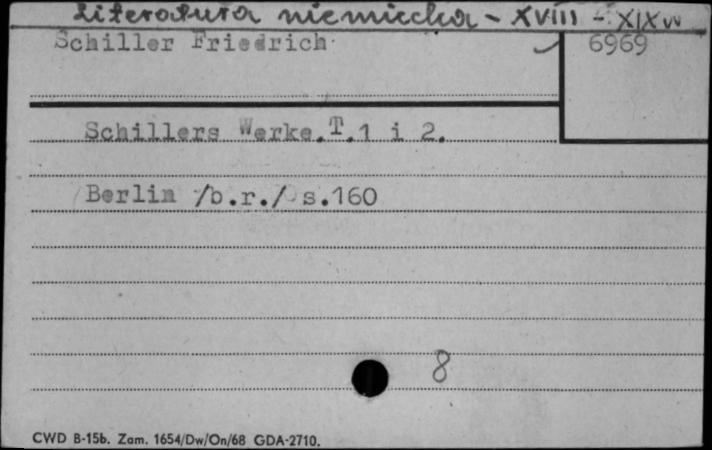 Literatura niemiecka - XVIII - XIX w
Schiller Friedrich 6969
Schillers Werke.T.1 i 2.
Berlin /b.r./ s.160
8
CWD B-15b. Zam. 1654/Dw/On/68 GDA-2710.